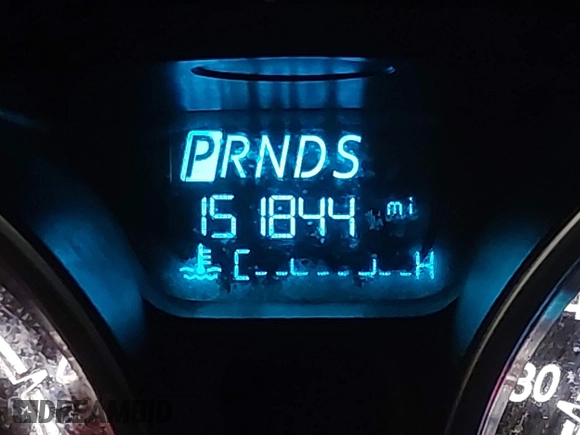 PRNDS
151844 mi
C H
30
DREAMBID